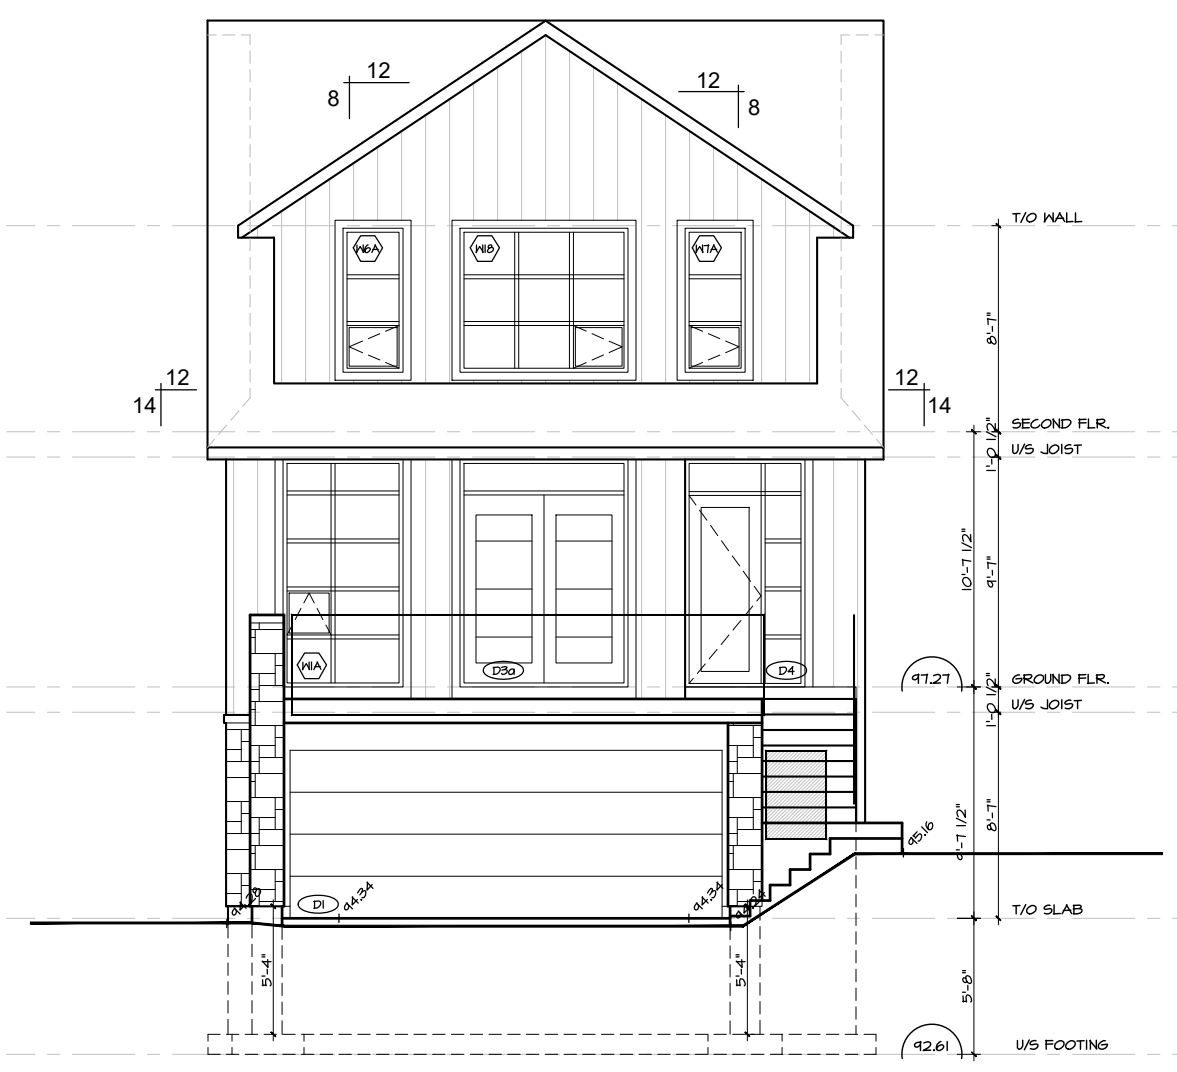 12
8
12
8
T/O WALL
W6A
W18
W7A
8'-7"
12
14
12
14
SECOND FLR.
1'-0 1/2"
U/S JOIST
10'-7 1/2"
9'-7"
W1A
D3a
D4
97.27
GROUND FLR.
1'-0 1/2"
U/S JOIST
8'-7"
95.16
94.28
D1
94.34
94.34
T/O SLAB
5'-4"
5'-4"
5'-8"
92.61
U/S FOOTING